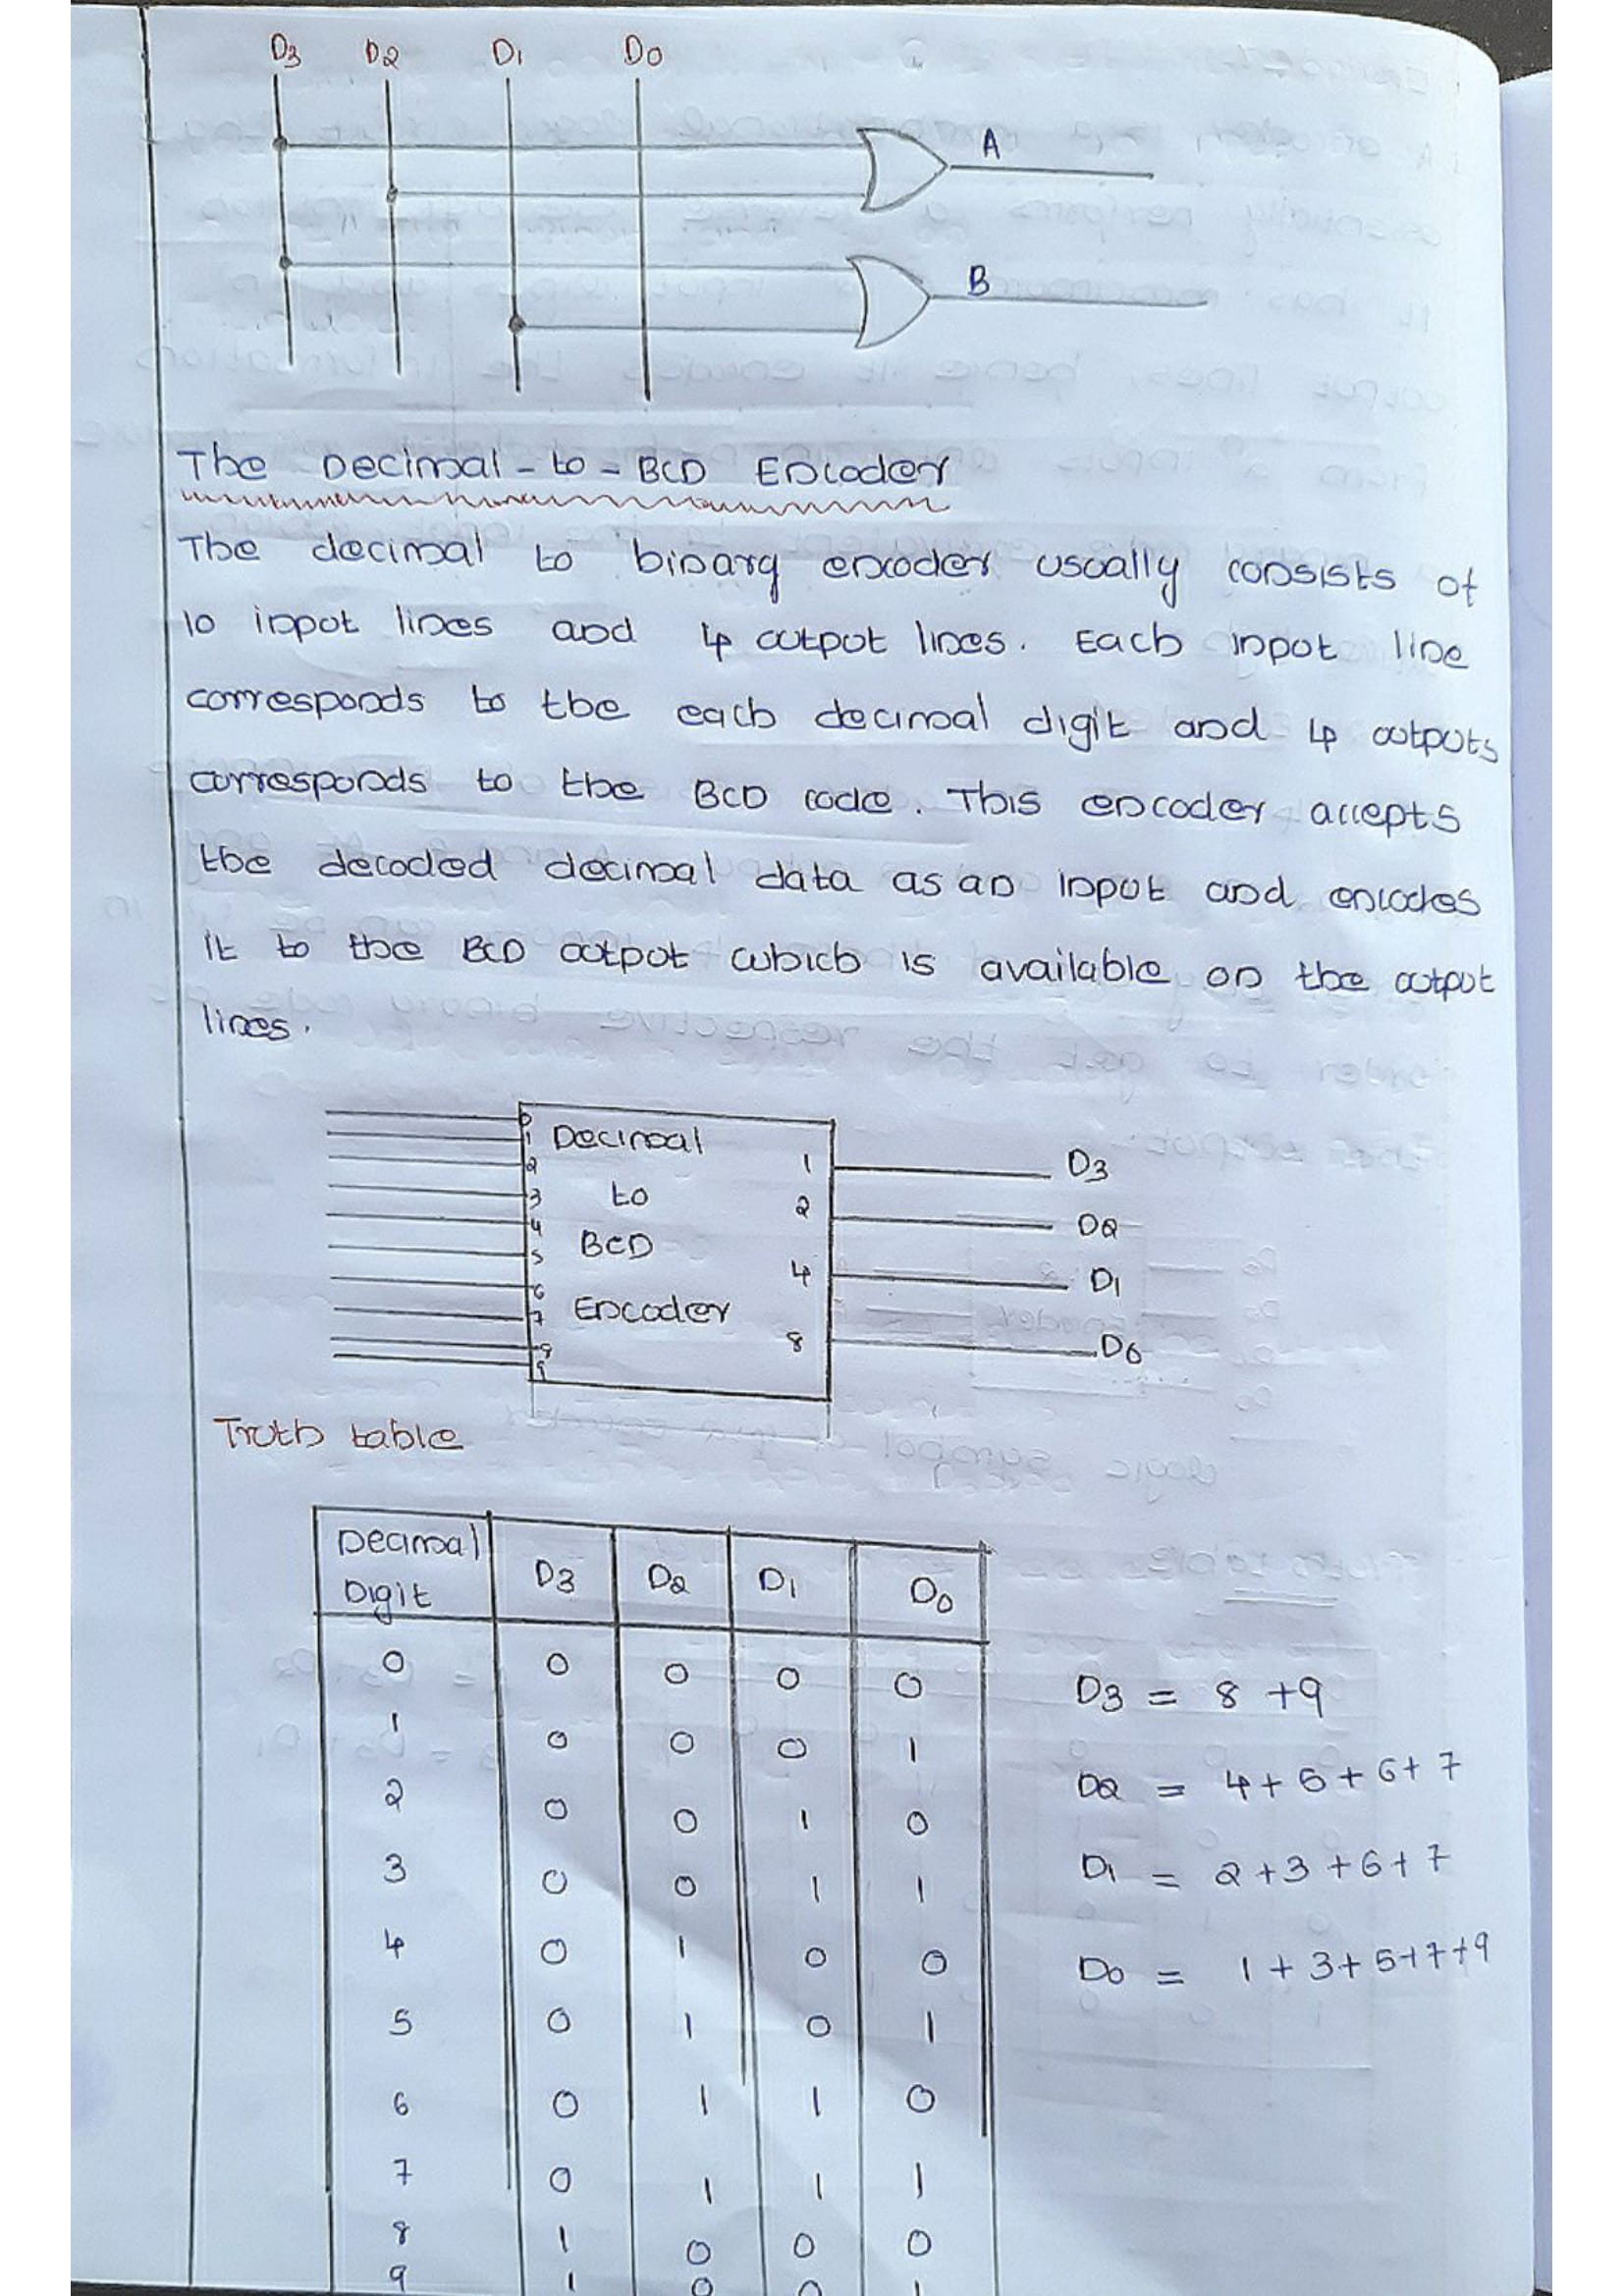 D3 D2 D1 D0
A
B
The Decimal-to-BCD Encoder
The decimal to binary encoder usually consists of
10 input lines and 4 output lines. Each input line
corresponds to the each decimal digit and 4 outputs
corresponds to the BCD code. This encoder accepts
the decoded decimal data as an input and encodes
it to the BCD output which is available on the output
lines.
0
1 Decimal 1 D3
2
3 to 2 D2
4
5 BCD 4 D1
6
7 Encoder 8 D0
8
9
Truth table
Decimal Digit D3 D2 D1 D0
0 0 0 0 0
1 0 0 0 1
2 0 0 1 0
3 0 0 1 1
4 0 1 0 0
5 0 1 0 1
6 0 1 1 0
7 0 1 1 1
8 1 0 0 0
9 1 0 0 1
D3 = 8 + 9
D2 = 4 + 5 + 6 + 7
D1 = 2 + 3 + 6 + 7
D0 = 1 + 3 + 5 + 7 + 9